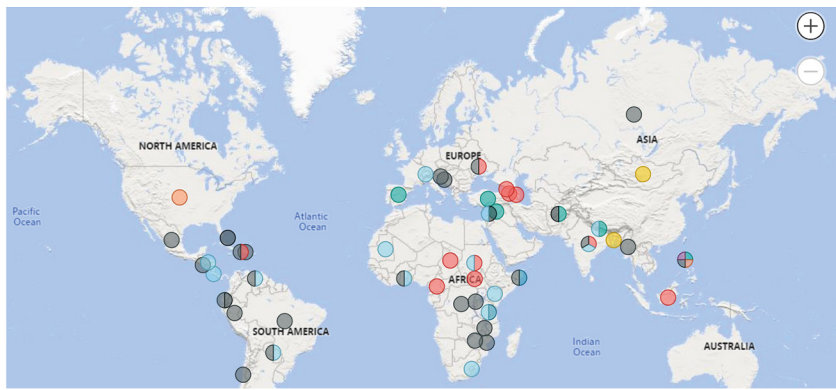 NORTH AMERICA
ASIA
EUROPE
Pacific
Ocean
Atlantic
Ocean
AFRICA
SOUTH AMERICA
Indian
Ocean
AUSTRALIA